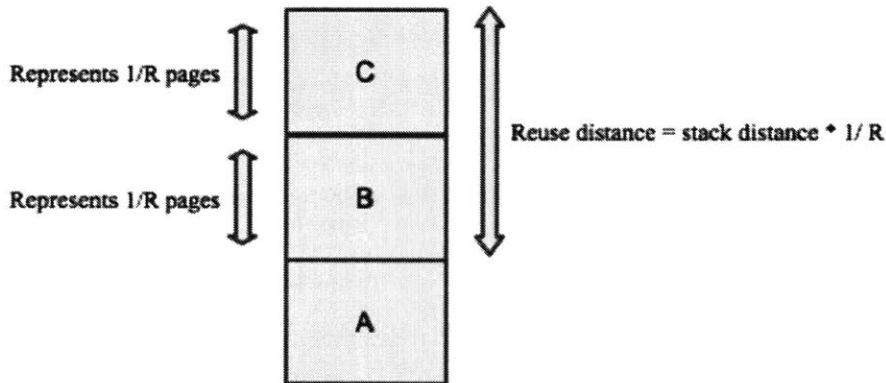 C
Represents 1/R pages
Reuse distance = stack distance * 1/ R
B
Represents 1/R pages
A